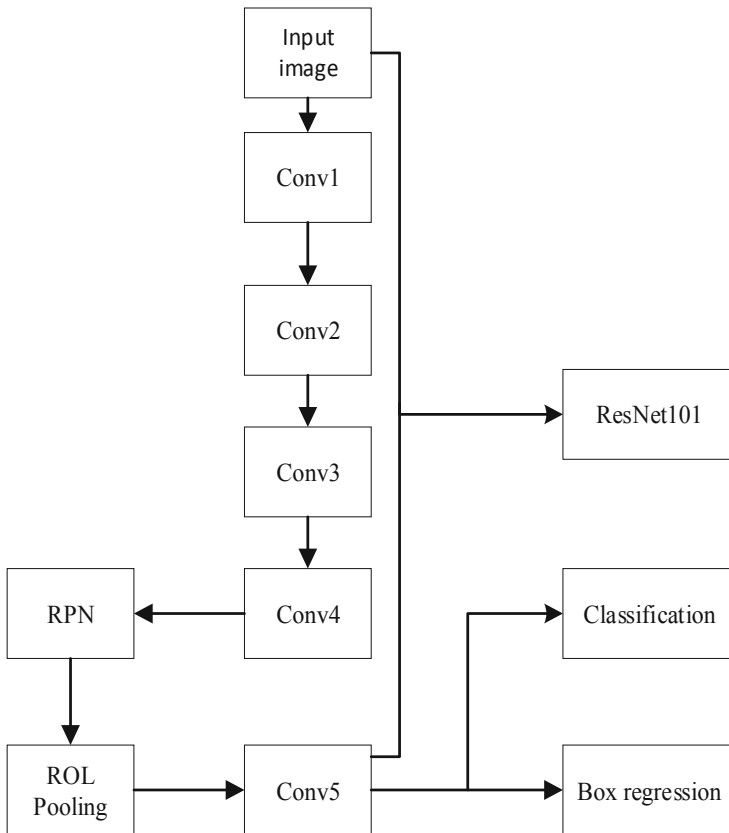 Input
image
Conv1
Conv2
Conv3
ResNet101
RPN
Conv4
Classification
ROL
Pooling
Conv5
Box regression